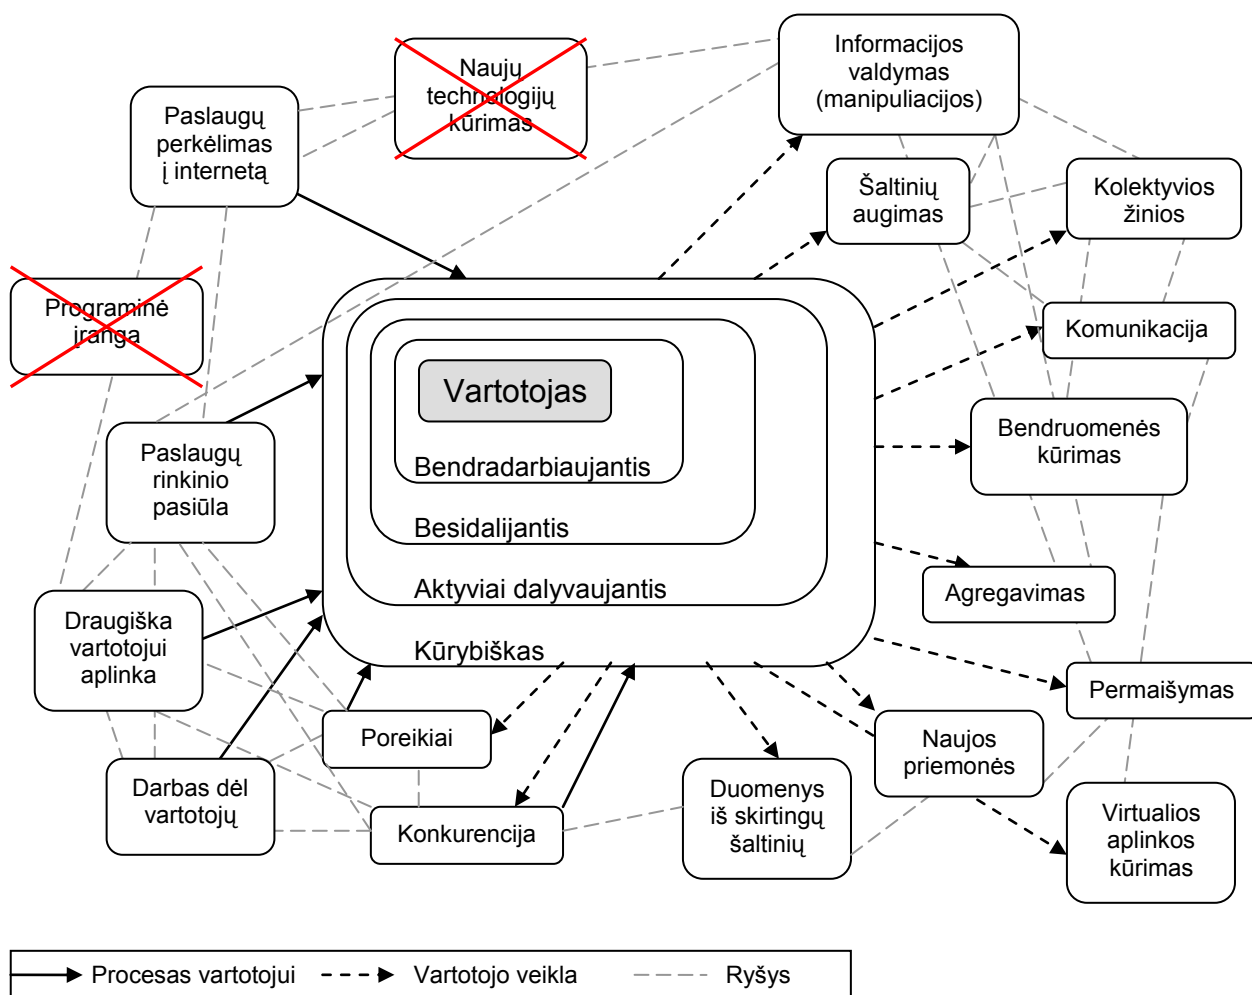 Informacijos
valdymas
(manipuliacijos)
Naujų
technologijų
kūrimas
Paslaugų
perkėlimas
į internetą
Šaltinių
augimas
Kolektyvios
žinios
Programinė
įranga
Komunikacija
Vartotojas
Bendradarbiaujantis
Besidalijantis
Aktyviai dalyvaujantis
Kūrybiškas
Paslaugų
rinkinio
pasiūla
Bendruomenės
kūrimas
Agregavimas
Draugiška
vartotojui
aplinka
Permaišymas
Poreikiai
Naujos
priemonės
Darbas dėl
vartotojų
Konkurencija
Duomenys
iš skirtingų
šaltinių
Virtualios
aplinkos
kūrimas
Procesas vartotojui
Vartotojo veikla
Ryšys